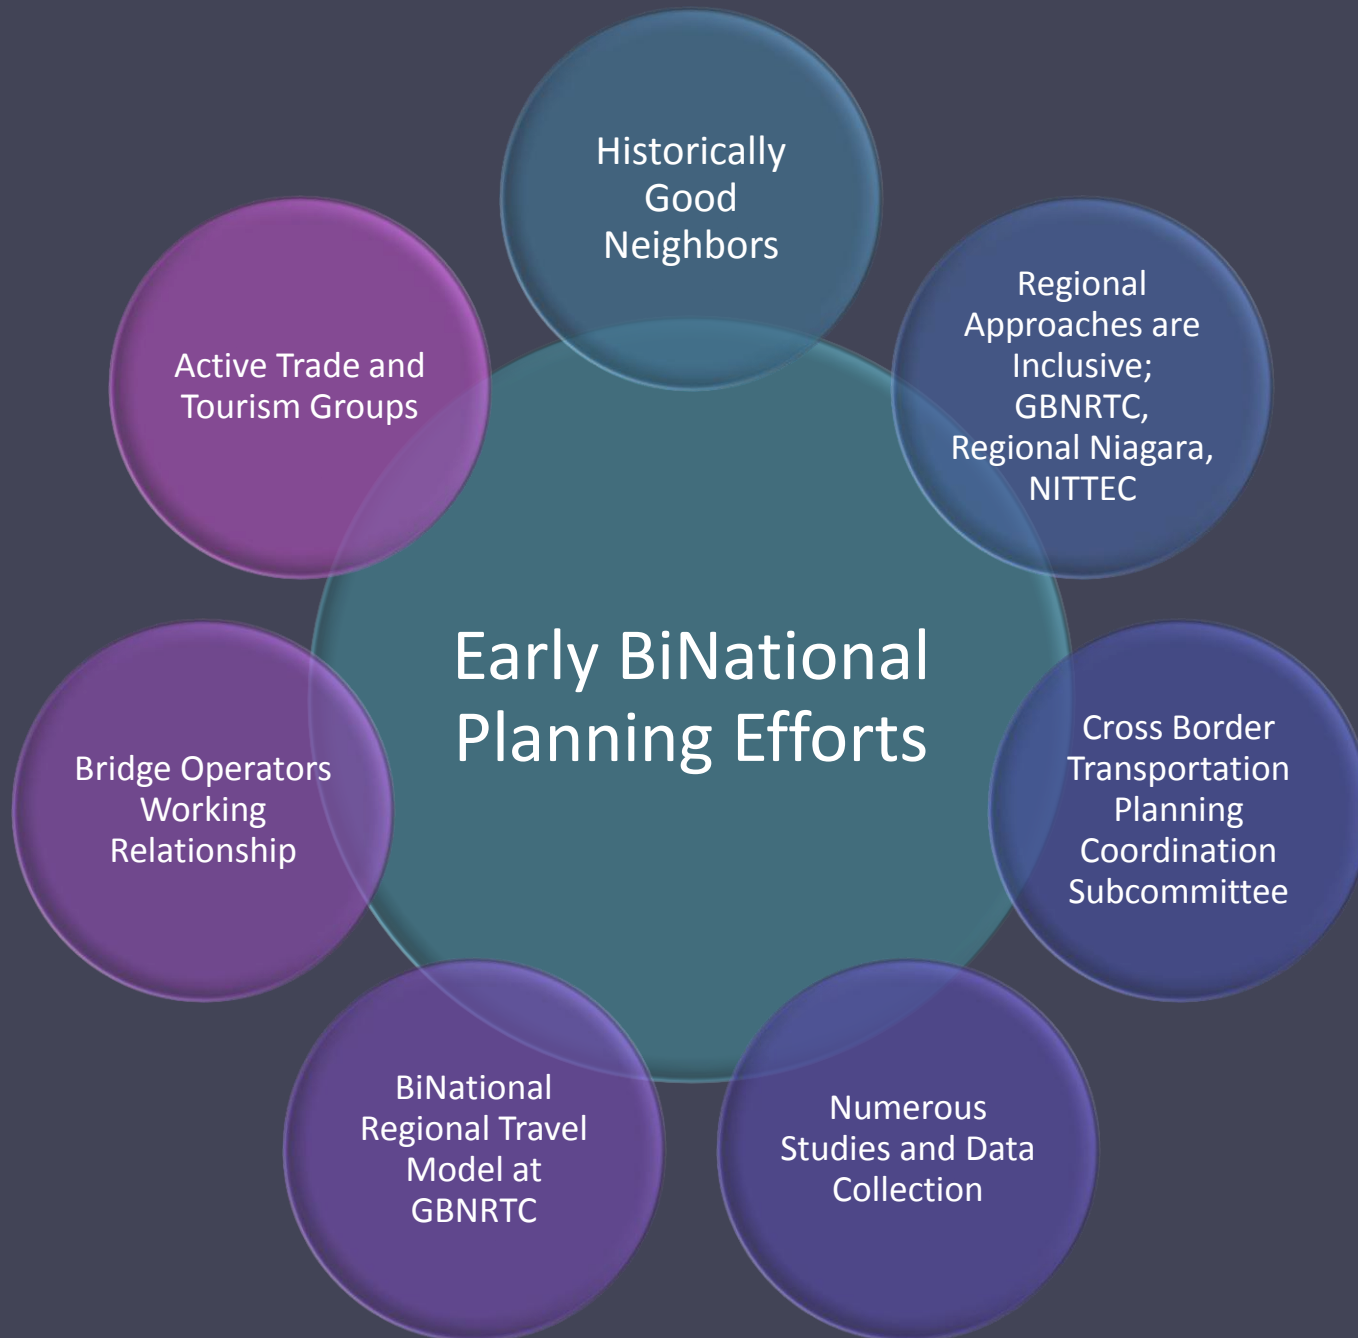 Historically
Good
Neighbors
Regional
Approaches are
Inclusive;
GBNRTC,
Regional Niagara,
NITTEC
Cross Border
Transportation
Planning
Coordination
Subcommittee
Numerous
Studies and Data
Collection
BiNational
Regional Travel
Model at
GBNRTC
Bridge Operators
Working
Relationship
Active Trade and
Tourism Groups
Early BiNational
Planning Efforts